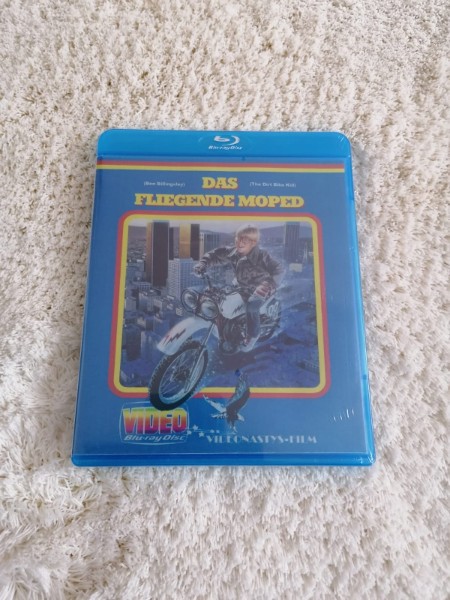 Blu-ray Disc
DAS
FLIEGENDE MOPED
(The Dirt Bike Kid)
VIDEO
Blu-ray Disc
VIDEONASTYS-FILM